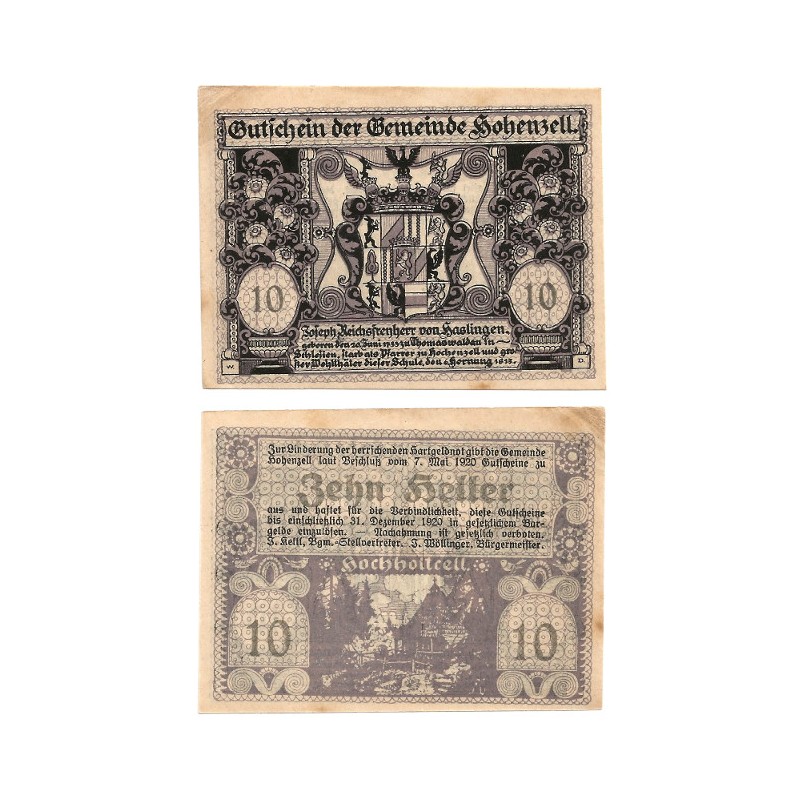 Gutschein der Gemeinde Hohenzell.
10
10
Joseph Reichsfreyherr von Haslingen.
geboren den 20. Juni 1755 zu Thomaswaldau in
Schlesien, starb als Pfarrer zu Hochenzell und gro-
ßer Wohlthäter dieser Schule, den 6 Hornung 1835.
W.
D.
Zur Linderung der herrschenden Hartgeldnot gibt die Gemeinde
Hohenzell laut Beschluß vom 7. Mai 1920 Gutscheine zu
Zehn Heller
aus und haftet für die Verbindlichkeit, diese Gutscheine
bis einschließlich 31. Dezember 1920 in gesetzlichem Bar-
gelde einzulösen. — Nachahmung ist gesetzlich verboten.
J. Kettl, Bgm.-Stellvertreter. J. Wöllinger, Bürgermeister.
Hochhoitcell.
10
10